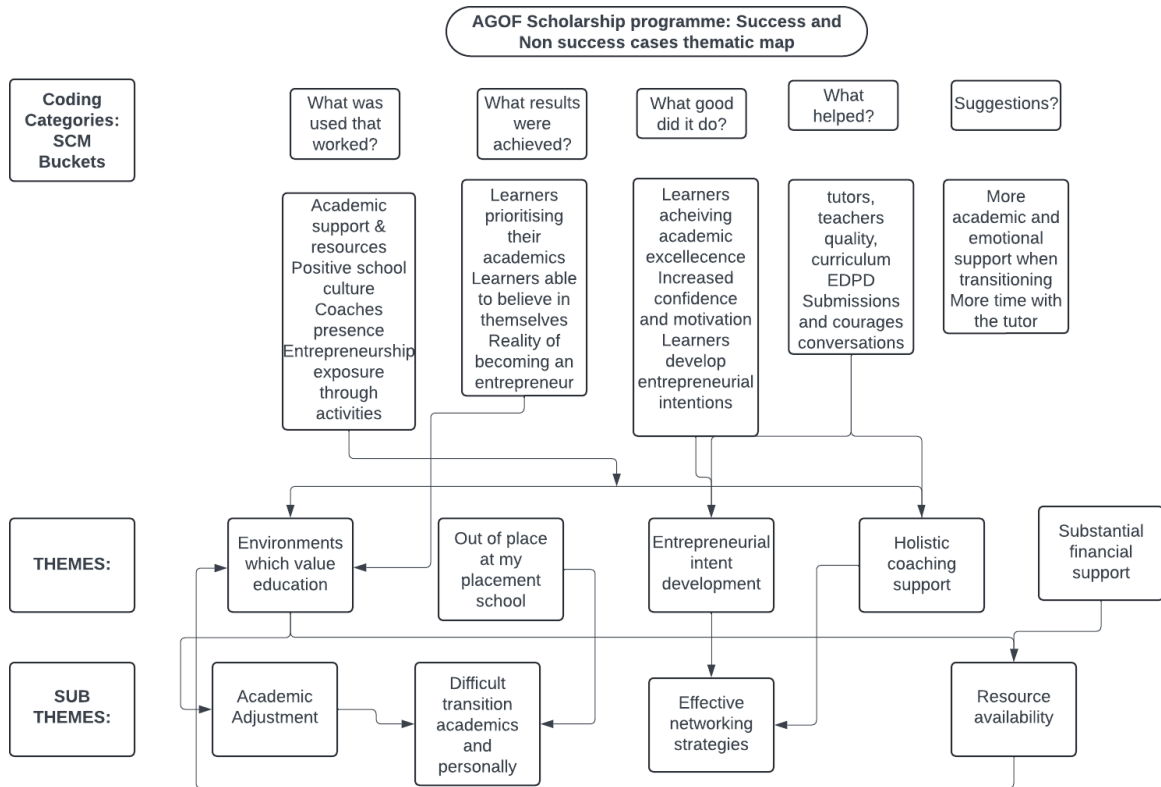 AGOF Scholarship programme: Success and
Non success cases thematic map
Coding
Categories:
SCM
Buckets
What was
used that
worked?
What results
were
achieved?
What good
did it do?
What
helped?
Suggestions?
Academic
support &
resources
Positive school
culture
Coaches
presence
Entrepreneurship
exposure
through
activities
Learners
prioritising
their
academics
Learners able
to believe in
themselves
Reality of
becoming an
entrepreneur
Learners
acheiving
academic
excellecence
Increased
confidence
and motivation
Learners
develop
entrepreneurial
intentions
tutors,
teachers
quality,
curriculum
EDPD
Submissions
and courages
conversations
More
academic and
emotional
support when
transitioning
More time with
the tutor
THEMES:
Environments
which value
education
Out of place
at my
placement
school
Entrepreneurial
intent
development
Holistic
coaching
support
Substantial
financial
support
SUB
THEMES:
Academic
Adjustment
Difficult
transition
academics
and
personally
Effective
networking
strategies
Resource
availability